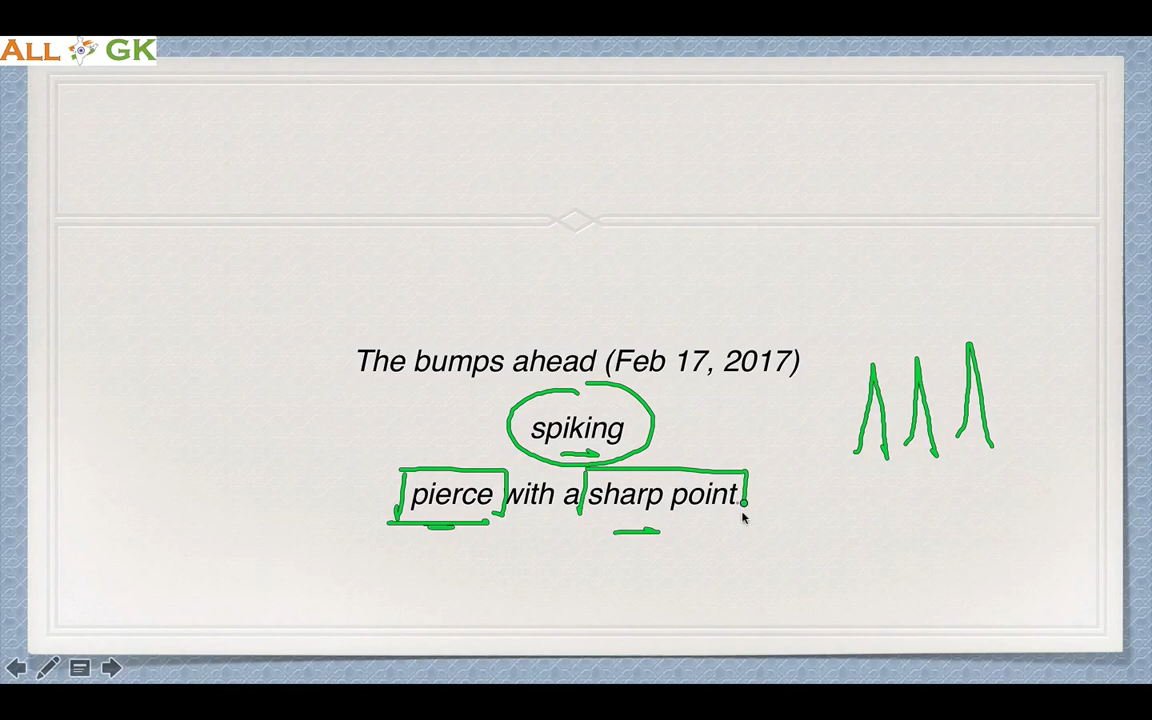 ALL GK
The bumps ahead (Feb 17, 2017)
spiking
pierce with a sharp point.